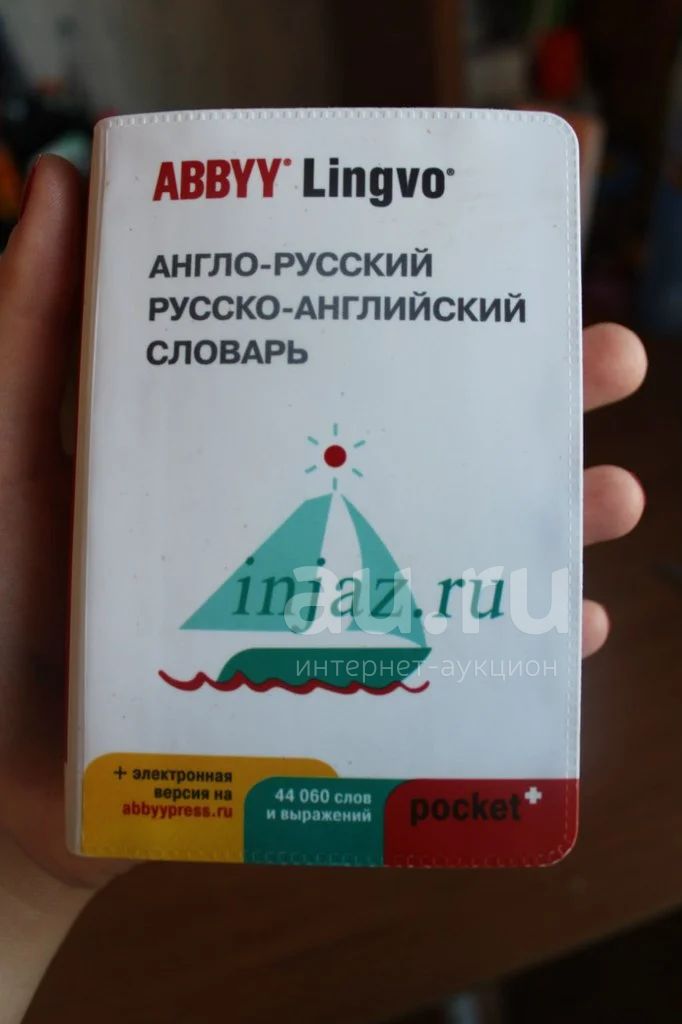 ABBYY® Lingvo®
АНГЛО-РУССКИЙ
РУССКО-АНГЛИЙСКИЙ
СЛОВАРЬ
injaz.ru
au.ru
интернет-аукцион
+ электронная
версия на
abbyypress.ru
44 060 слов
и выражений
pocket+